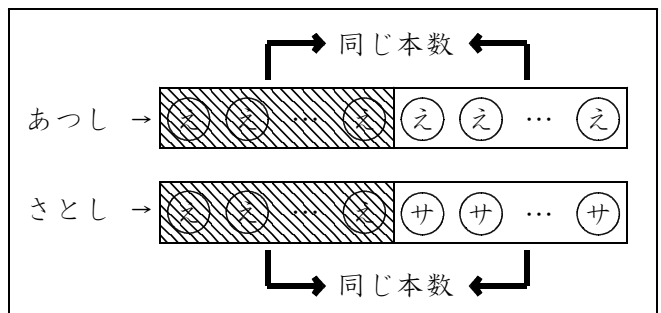 同じ本数
あつし → え え … え え え … え
さとし → え え … え サ サ … サ
同じ本数